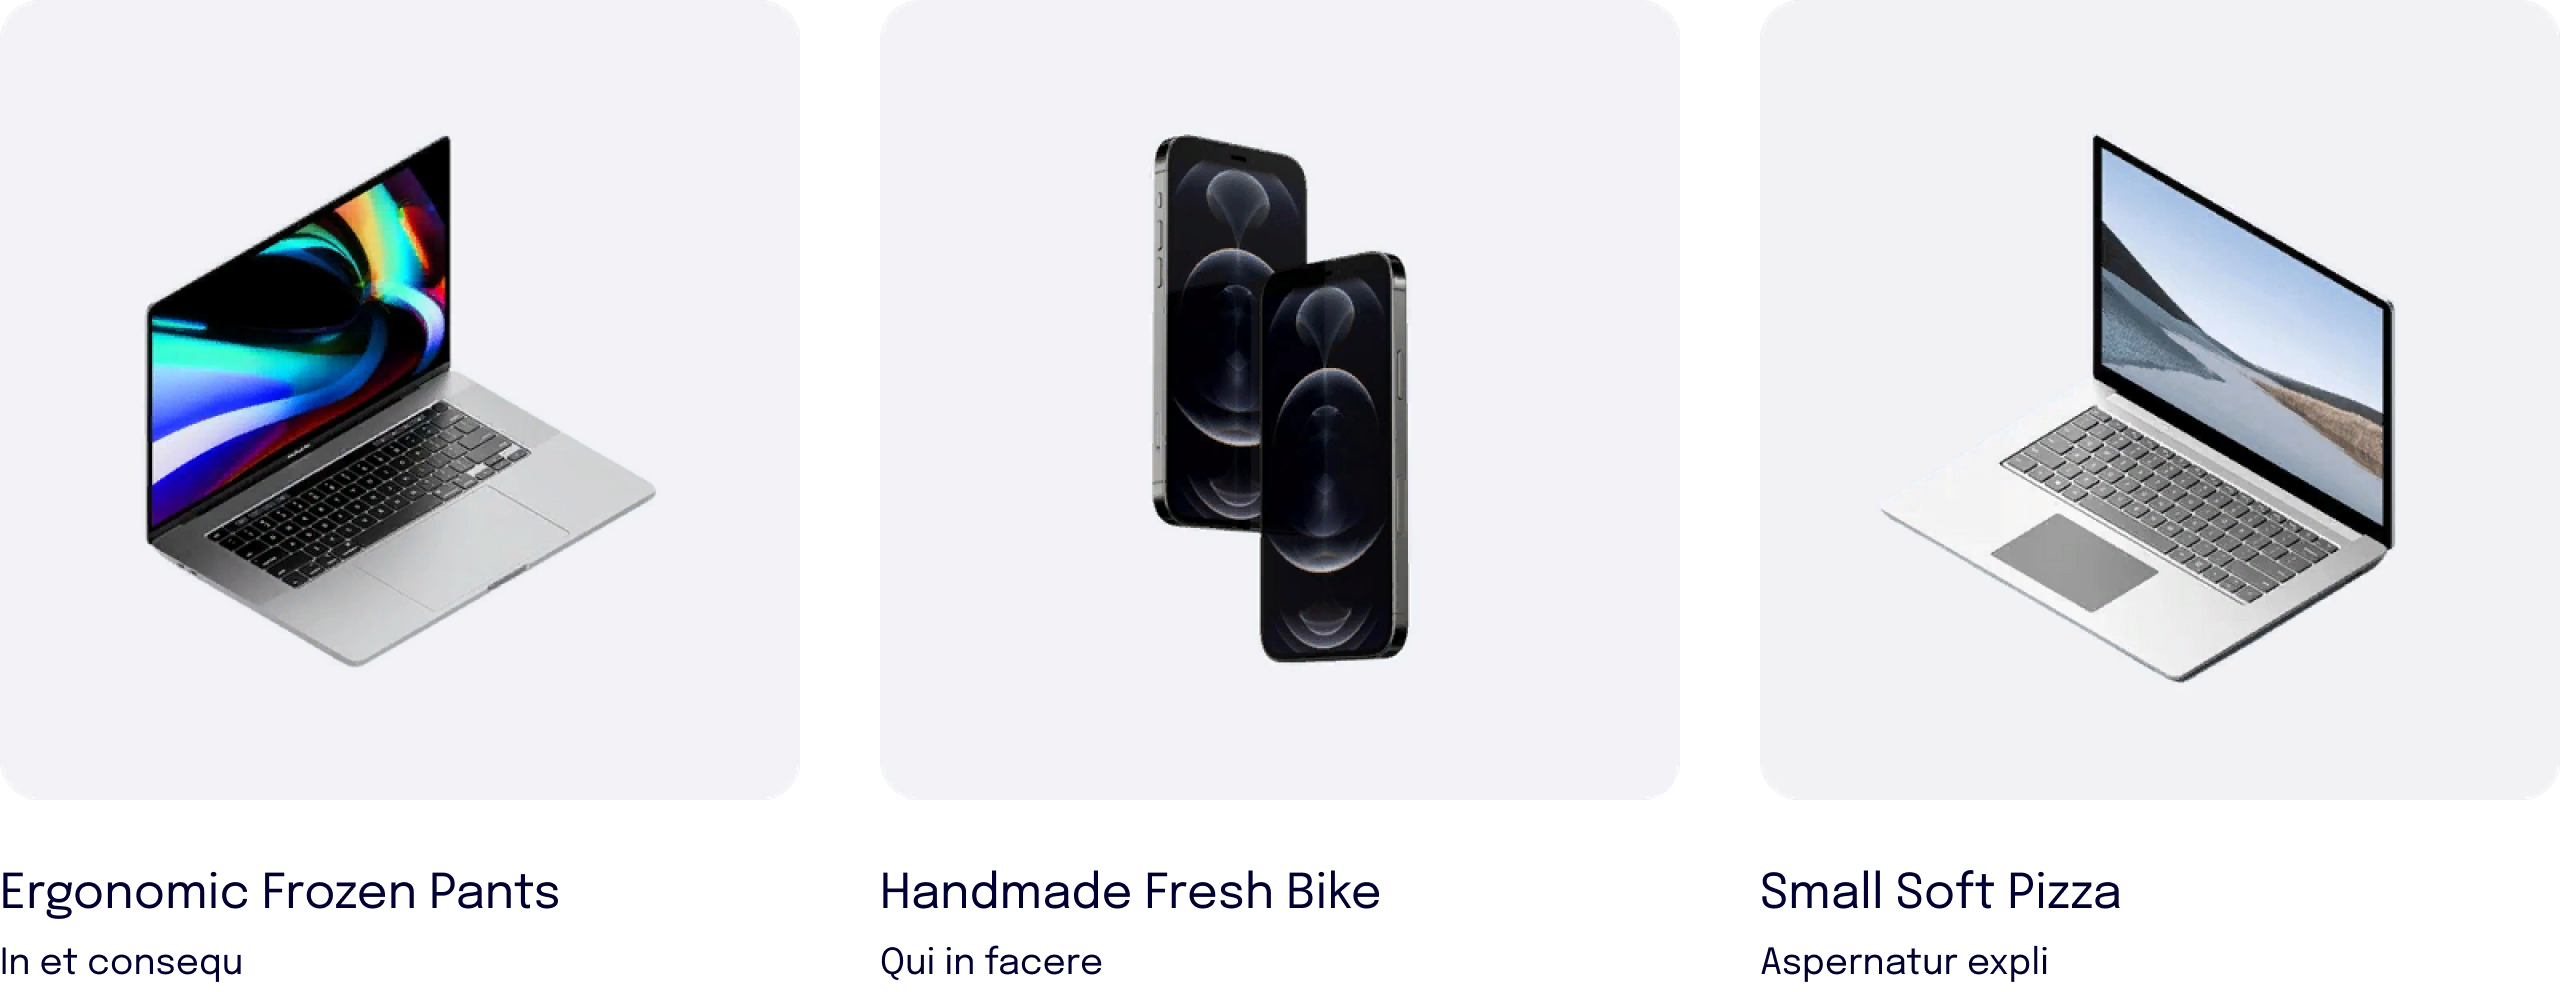 Ergonomic Frozen Pants
In et consequ
Handmade Fresh Bike
Qui in facere
Small Soft Pizza
Aspernatur expli